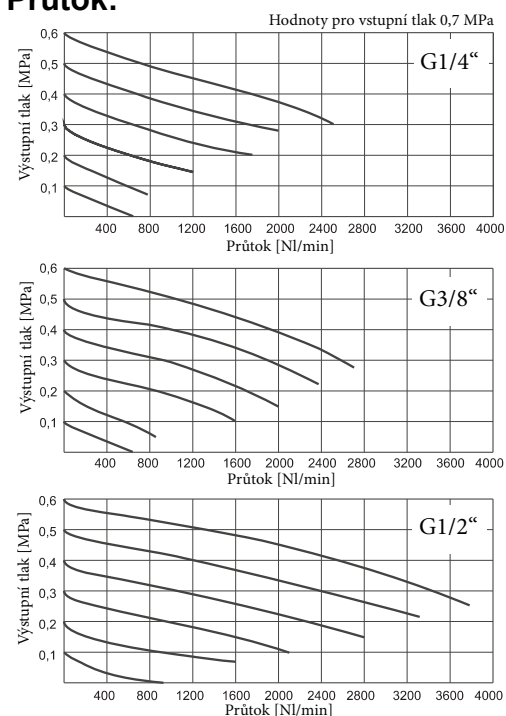 Průtok:
Hodnoty pro vstupní tlak 0,7 MPa
G1/4“
Výstupní tlak [MPa]
0,6
0,5
0,4
0,3
0,2
0,1
400 800 1200 1600 2000 2400 2800 3200 3600 4000
Průtok [Nl/min]
G3/8“
Výstupní tlak [MPa]
0,6
0,5
0,4
0,3
0,2
0,1
400 800 1200 1600 2000 2400 2800 3200 3600 4000
Průtok [Nl/min]
G1/2“
Výstupní tlak [MPa]
0,6
0,5
0,4
0,3
0,2
0,1
400 800 1200 1600 2000 2400 2800 3200 3600 4000
Průtok [Nl/min]